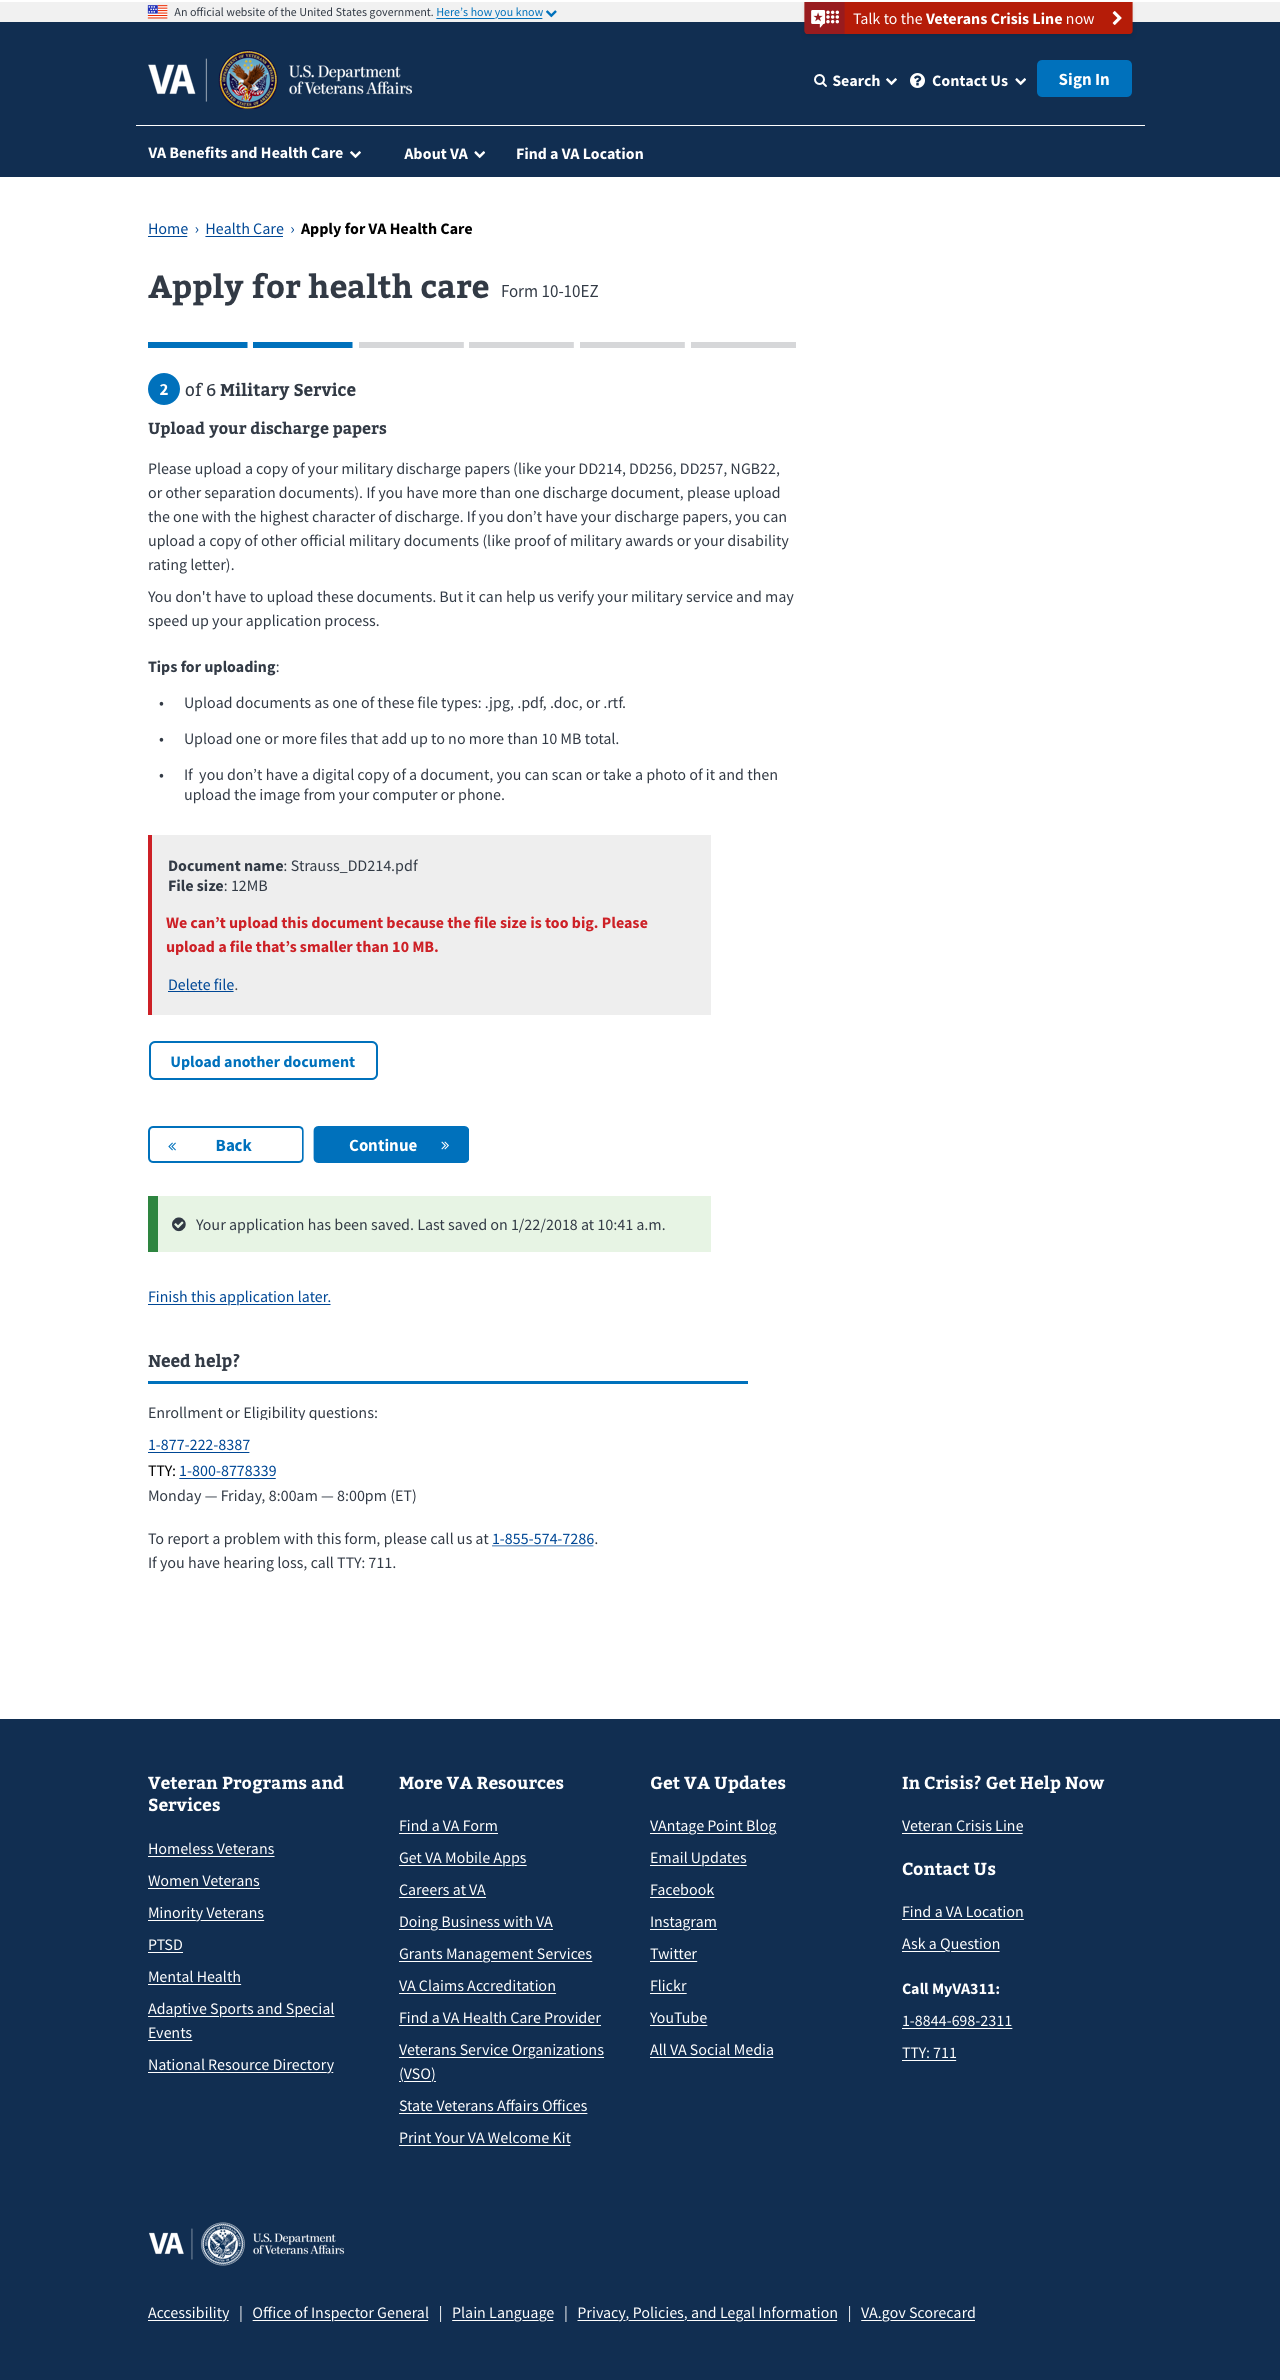 An official website of the United States government. Here's how you know
Talk to the Veterans Crisis Line now
VA
U.S. Department
of Veterans Affairs
Search
Contact Us
Sign In
VA Benefits and Health Care
About VA
Find a VA Location
Home › Health Care › Apply for VA Health Care
Apply for health care Form 10-10EZ
2 of 6 Military Service
Upload your discharge papers
Please upload a copy of your military discharge papers (like your DD214, DD256, DD257, NGB22,
or other separation documents). If you have more than one discharge document, please upload
the one with the highest character of discharge. If you don’t have your discharge papers, you can
upload a copy of other official military documents (like proof of military awards or your disability
rating letter).
You don't have to upload these documents. But it can help us verify your military service and may
speed up your application process.
Tips for uploading:
• Upload documents as one of these file types: .jpg, .pdf, .doc, or .rtf.
• Upload one or more files that add up to no more than 10 MB total.
• If you don’t have a digital copy of a document, you can scan or take a photo of it and then
upload the image from your computer or phone.
Document name: Strauss_DD214.pdf
File size: 12MB
We can’t upload this document because the file size is too big. Please
upload a file that’s smaller than 10 MB.
Delete file.
Upload another document
« Back
Continue »
Your application has been saved. Last saved on 1/22/2018 at 10:41 a.m.
Finish this application later.
Need help?
Enrollment or Eligibility questions:
1-877-222-8387
TTY: 1-800-8778339
Monday — Friday, 8:00am — 8:00pm (ET)
To report a problem with this form, please call us at 1-855-574-7286.
If you have hearing loss, call TTY: 711.
Veteran Programs and
Services
Homeless Veterans
Women Veterans
Minority Veterans
PTSD
Mental Health
Adaptive Sports and Special
Events
National Resource Directory
More VA Resources
Find a VA Form
Get VA Mobile Apps
Careers at VA
Doing Business with VA
Grants Management Services
VA Claims Accreditation
Find a VA Health Care Provider
Veterans Service Organizations
(VSO)
State Veterans Affairs Offices
Print Your VA Welcome Kit
Get VA Updates
VAntage Point Blog
Email Updates
Facebook
Instagram
Twitter
Flickr
YouTube
All VA Social Media
In Crisis? Get Help Now
Veteran Crisis Line
Contact Us
Find a VA Location
Ask a Question
Call MyVA311:
1-8844-698-2311
TTY: 711
VA
U.S. Department
of Veterans Affairs
Accessibility | Office of Inspector General | Plain Language | Privacy, Policies, and Legal Information | VA.gov Scorecard